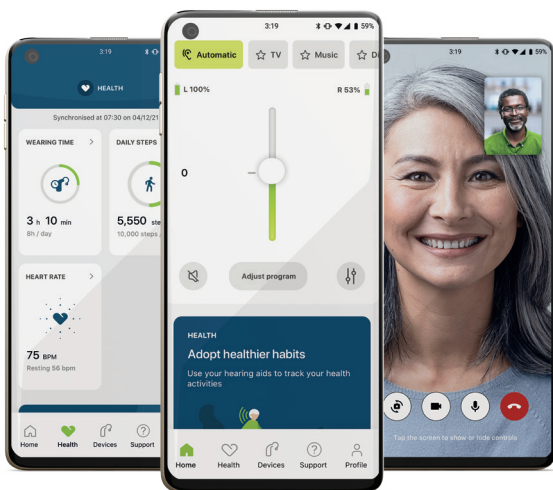 3:19
HEALTH
Synchronised at 07:30 on 04/12/21
WEARING TIME
DAILY STEPS
3 h 10 min
8h / day
5,550 ste
10,000 steps
HEART RATE
75 BPM
Resting 56 bpm
Home Health Devices Support
3:19 59%
Automatic TV Music Di
L 100% R 53%
0
Adjust program
HEALTH
Adopt healthier habits
Use your hearing aids to track your health
activities
Home Health Devices Support Profile
3:19 59%
Tap the screen to show or hide controls